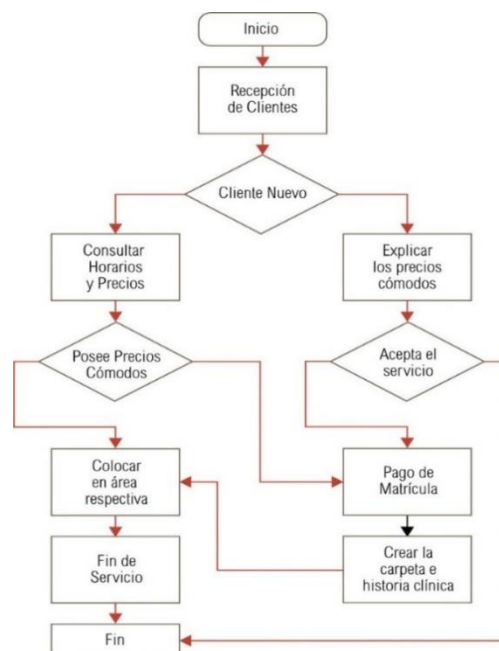 Inicio
Recepción
de Clientes
Cliente Nuevo
Consultar
Horarios
y Precios
Explicar
los precios
cómodos
Posee Precios
Cómodos
Acepta el
servicio
Colocar
en área
respectiva
Pago de
Matrícula
Fin de
Servicio
Crear la
carpeta e
historia clínica
Fin